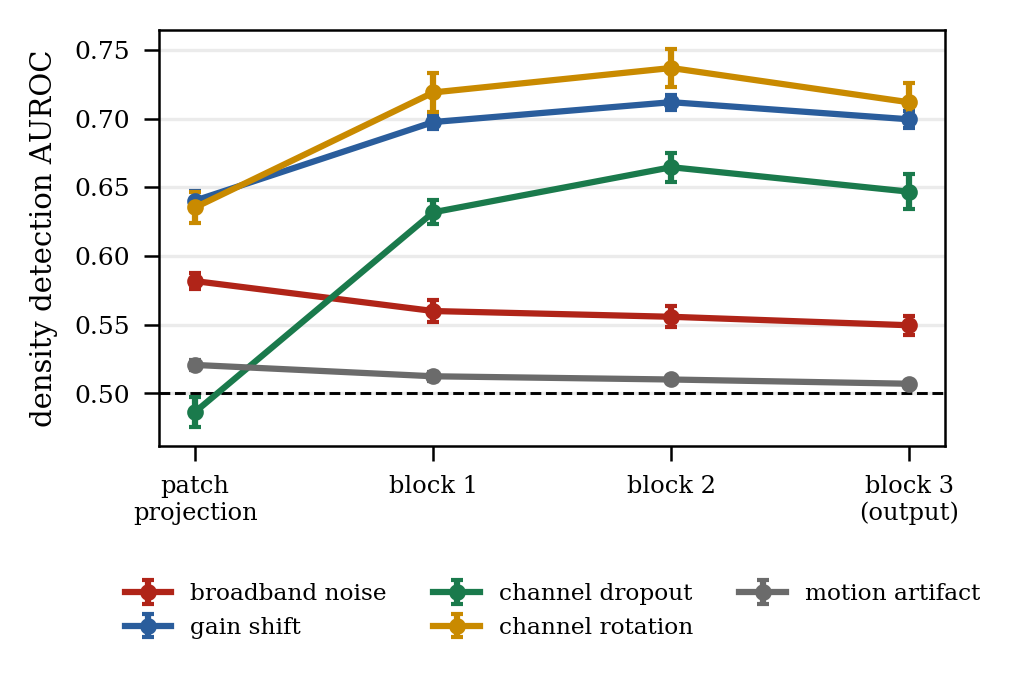 density detection AUROC
0.75
0.70
0.65
0.60
0.55
0.50
patch
projection
block 1
block 2
block 3
(output)
broadband noise
channel dropout
motion artifact
gain shift
channel rotation